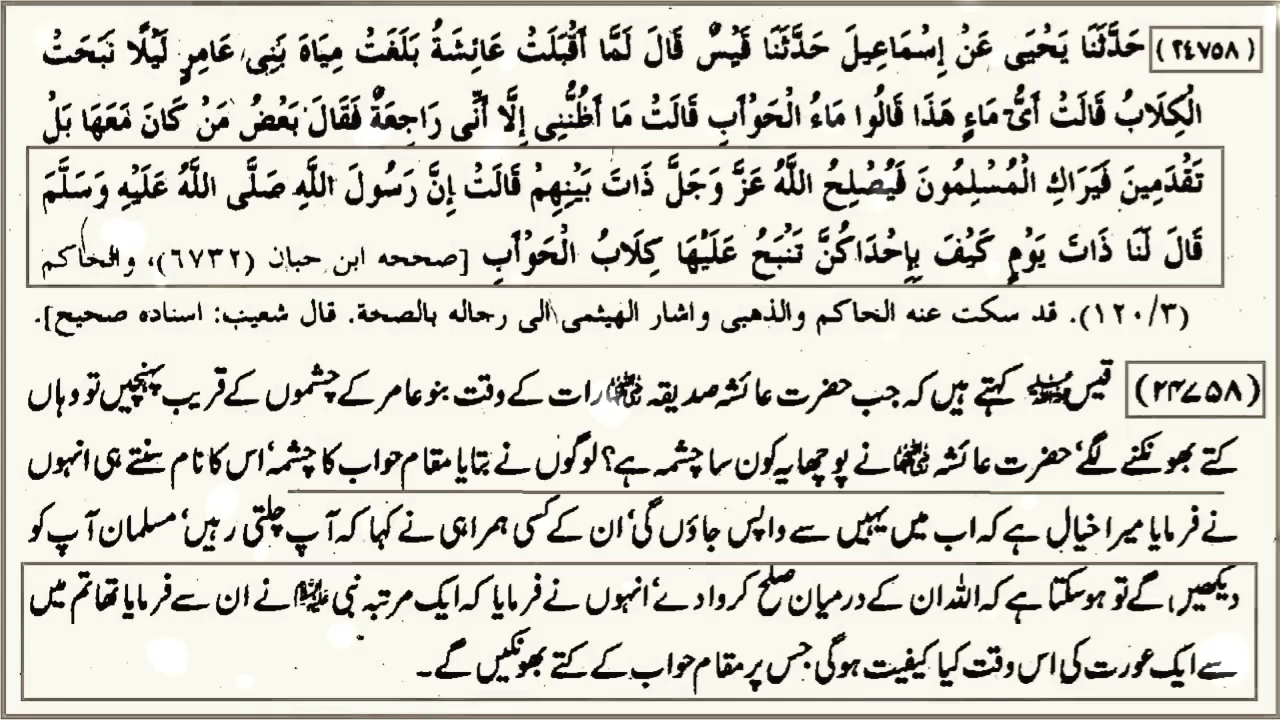 (٢٤٧٥٨) حَدَّثَنَا يَحْيَى عَنْ إِسْمَاعِيلَ حَدَّثَنَا قَيْسٌ قَالَ لَمَّا أَقْبَلَتْ عَائِشَةُ بَلَغَتْ مِيَاهَ بَنِي عَامِرٍ لَيْلًا نَبَحَتْ
الْكِلَابُ قَالَتْ أَيُّ مَاءٍ هَذَا قَالُوا مَاءُ الْحَوْأَبِ قَالَتْ مَا أَظُنُّنِي إِلَّا أَنِّي رَاجِعَةٌ فَقَالَ بَعْضُ مَنْ كَانَ مَعَهَا بَلْ
تَقْدَمِينَ فَيَرَاكِ الْمُسْلِمُونَ فَيُصْلِحُ اللَّهُ عَزَّ وَجَلَّ ذَاتَ بَيْنِهِمْ قَالَتْ إِنَّ رَسُولَ اللَّهِ صَلَّى اللَّهُ عَلَيْهِ وَسَلَّمَ
قَالَ لَنَا ذَاتَ يَوْمٍ كَيْفَ بِإِحْدَاكُنَّ تَنْبَحُ عَلَيْهَا كِلَابُ الْحَوْأَبِ [صححه ابن حبان (٦٧٣٢)، والحاكم
(١٢٠/٣). قد سكت عنه الحاكم والذهبي واشار الهيثمي الى رجاله بالصحة. قال شعيب: اسناده صحيح].
(۲۴۷۵۸) قیس ؒ کہتے ہیں کہ جب حضرت عائشہ صدیقہ ؓ رات کے وقت بنو عامر کے چشموں کے قریب پہنچیں تو وہاں
کتے بھونکنے لگے، حضرت عائشہ ؓ نے پوچھا یہ کون سا چشمہ ہے؟ لوگوں نے بتایا مقام حواب کا چشمہ، اس کا نام سنتے ہی انہوں
نے فرمایا میرا خیال ہے کہ اب میں یہیں سے واپس جاؤں گی، ان کے کسی ہمراہی نے کہا کہ آپ چلتی رہیں، مسلمان آپ کو
دیکھیں گے تو ہوسکتا ہے کہ اللہ ان کے درمیان صلح کروا دے، انہوں نے فرمایا کہ ایک مرتبہ نبی ﷺ نے ان سے فرمایا تھا تم میں
سے ایک عورت کی اس وقت کیا کیفیت ہوگی جس پر مقام حواب کے کتے بھونکیں گے۔